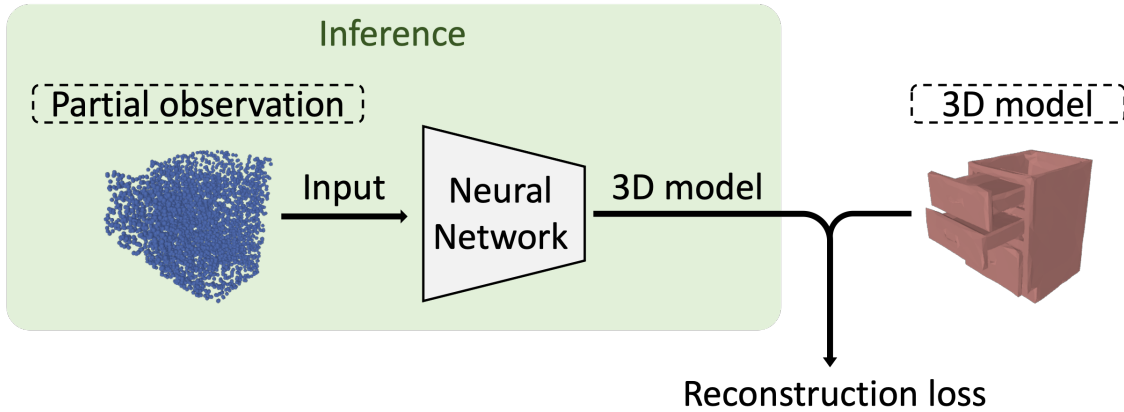 Inference
Partial observation
3D model
Input
Neural
Network
3D model
Reconstruction loss